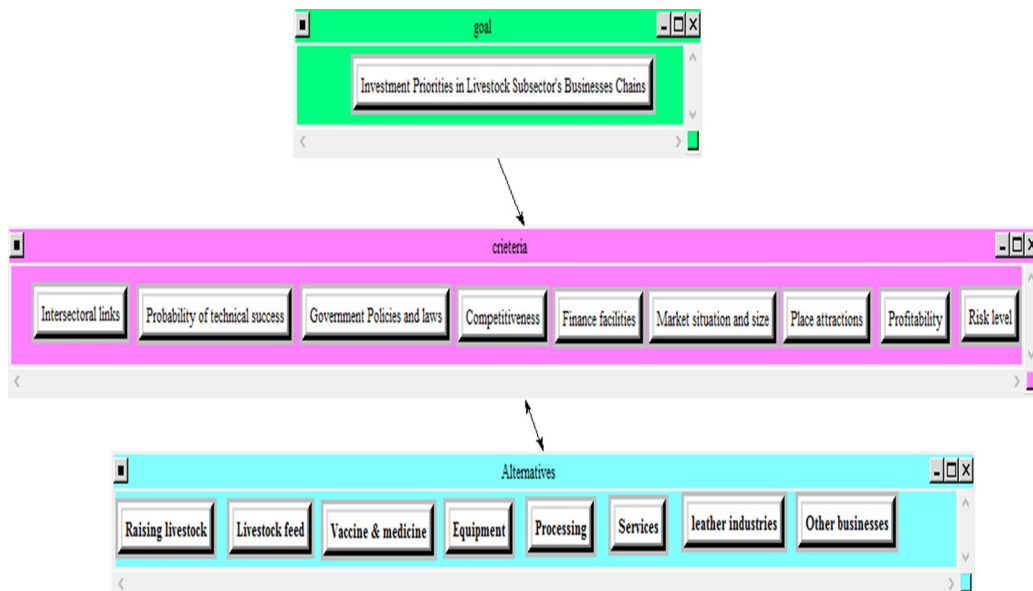 goal
Investment Priorities in Livestock Subsector's Businesses Chains
crieteria
Intersectoral links
Probability of technical success
Government Policies and laws
Competitiveness
Finance facilities
Market situation and size
Place attractions
Profitability
Risk level
Alternatives
Raising livestock
Livestock feed
Vaccine & medicine
Equipment
Processing
Services
leather industries
Other businesses